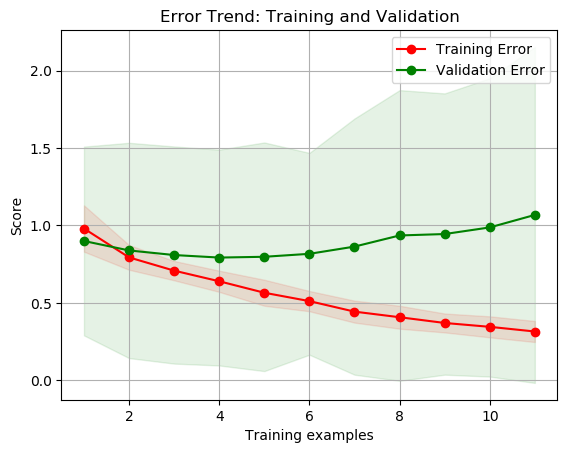 Error Trend: Training and Validation
Training Error
Validation Error
2.0
1.5
1.0
0.5
0.0
Score
2 4 6 8 10
Training examples